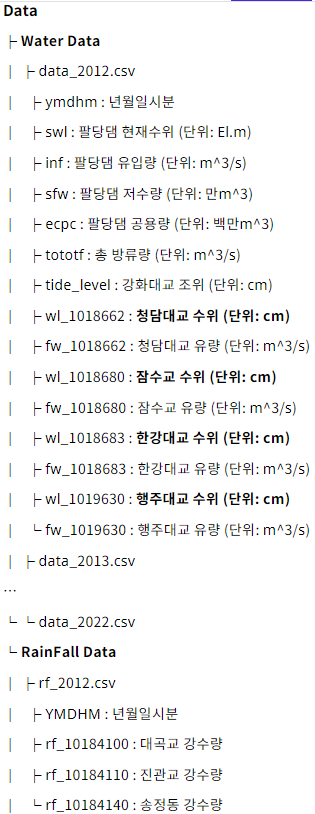 Data
├ Water Data
│ ├ data_2012.csv
│ ├ ymdhm : 년월일시분
│ ├ swl : 팔당댐 현재수위 (단위: El.m)
│ ├ inf : 팔당댐 유입량 (단위: m^3/s)
│ ├ sfw : 팔당댐 저수량 (단위: 만m^3)
│ ├ ecpc : 팔당댐 공용량 (단위: 백만m^3)
│ ├ tototf : 총 방류량 (단위: m^3/s)
│ ├ tide_level : 강화대교 조위 (단위: cm)
│ ├ wl_1018662 : 청담대교 수위 (단위: cm)
│ ├ fw_1018662 : 청담대교 유량 (단위: m^3/s)
│ ├ wl_1018680 : 잠수교 수위 (단위: cm)
│ ├ fw_1018680 : 잠수교 유량 (단위: m^3/s)
│ ├ wl_1018683 : 한강대교 수위 (단위: cm)
│ ├ fw_1018683 : 한강대교 유량 (단위: m^3/s)
│ ├ wl_1019630 : 행주대교 수위 (단위: cm)
│ └ fw_1019630 : 행주대교 유량 (단위: m^3/s)
│ ├ data_2013.csv
…
└ └ data_2022.csv
└ RainFall Data
│ ├ rf_2012.csv
│ ├ YMDHM : 년월일시분
│ ├ rf_10184100 : 대곡교 강수량
│ ├ rf_10184110 : 진관교 강수량
│ └ rf_10184140 : 송정동 강수량